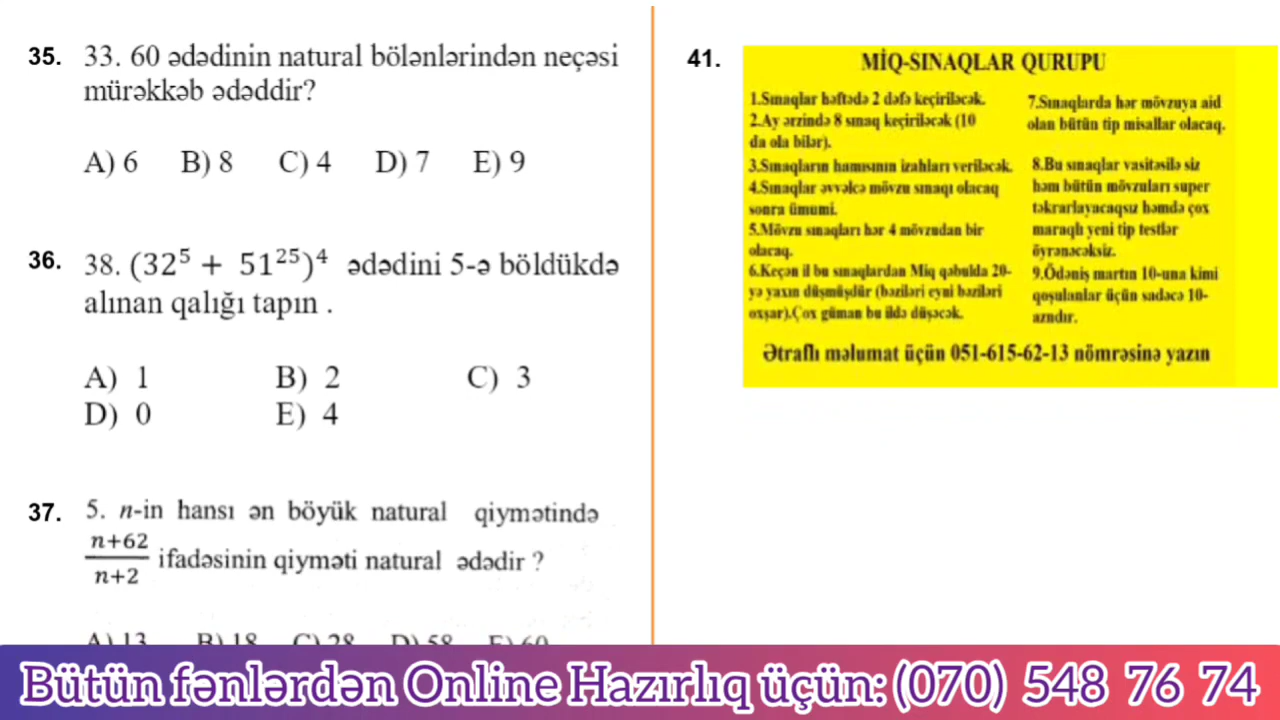 35. 33. 60 ədədinin natural bölənlərindən neçəsi
mürəkkəb ədəddir?
A) 6 B) 8 C) 4 D) 7 E) 9
36. 38. (32⁵ + 51²⁵)⁴ ədədini 5-ə böldükdə
alınan qalığı tapın .
A) 1 B) 2 C) 3
D) 0 E) 4
37. 5. n-in hansı ən böyük natural qiymətində
n+62
n+2
ifadəsinin qiyməti natural ədədir ?
A) 13 B) 18 C) 28 D) 58 E) 60
41.
MİQ-SINAQLAR QURUPU
1.Sınaqlar həftədə 2 dəfə keçiriləcək.
2.Ay ərzində 8 sınaq keçiriləcək (10
da ola bilər).
3.Sınaqların hamısının izahları veriləcək.
4.Sınaqlar əvvəlcə mövzu sınaqı olacaq
sonra ümumi.
5.Mövzu sınaqları hər 4 mövzudan bir
olacaq.
6.Keçən il bu sınaqlardan Miq qəbulda 20-
yə yaxın düşmüşdür (bəziləri eyni bəziləri
oxşar).Çox güman bu ildə düşəcək.
7.Sınaqlarda hər mövzuya aid
olan bütün tip misallar olacaq.
8.Bu sınaqlar vasitəsilə siz
həm bütün mövzuları super
təkrarlayacaqsız həmdə çox
maraqlı yeni tip testlər
öyrənəcəksiz.
9.Ödəniş martın 10-una kimi
qoşulanlar üçün sadəcə 10-
azndır.
Ətraflı məlumat üçün 051-615-62-13 nömrəsinə yazın
Bütün fənlərdən Online Hazırlıq üçün: (070) 548 76 74